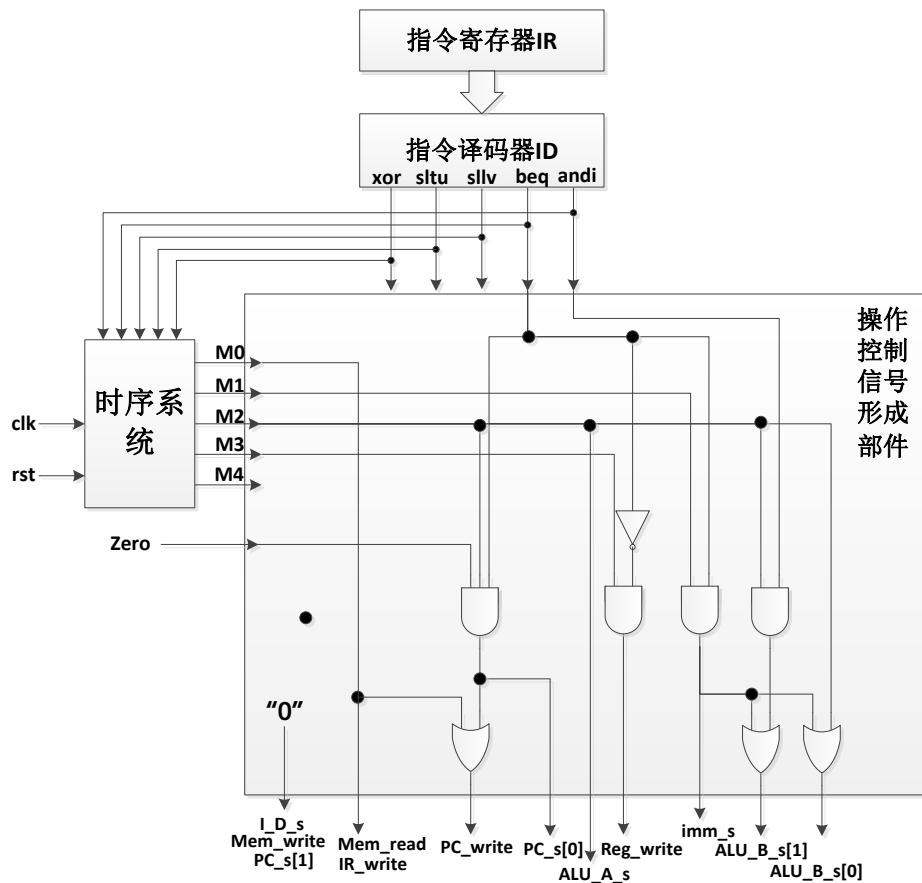 指令寄存器IR
指令译码器ID
xor sltu sllv beq andi
操作
控制
信号
形成
部件
时序系
统
M0
M1
M2
M3
M4
clk
rst
Zero
“0”
I_D_s
Mem_write
PC_s[1]
Mem_read
IR_write
PC_write
PC_s[0]
ALU_A_s
Reg_write
imm_s
ALU_B_s[1]
ALU_B_s[0]